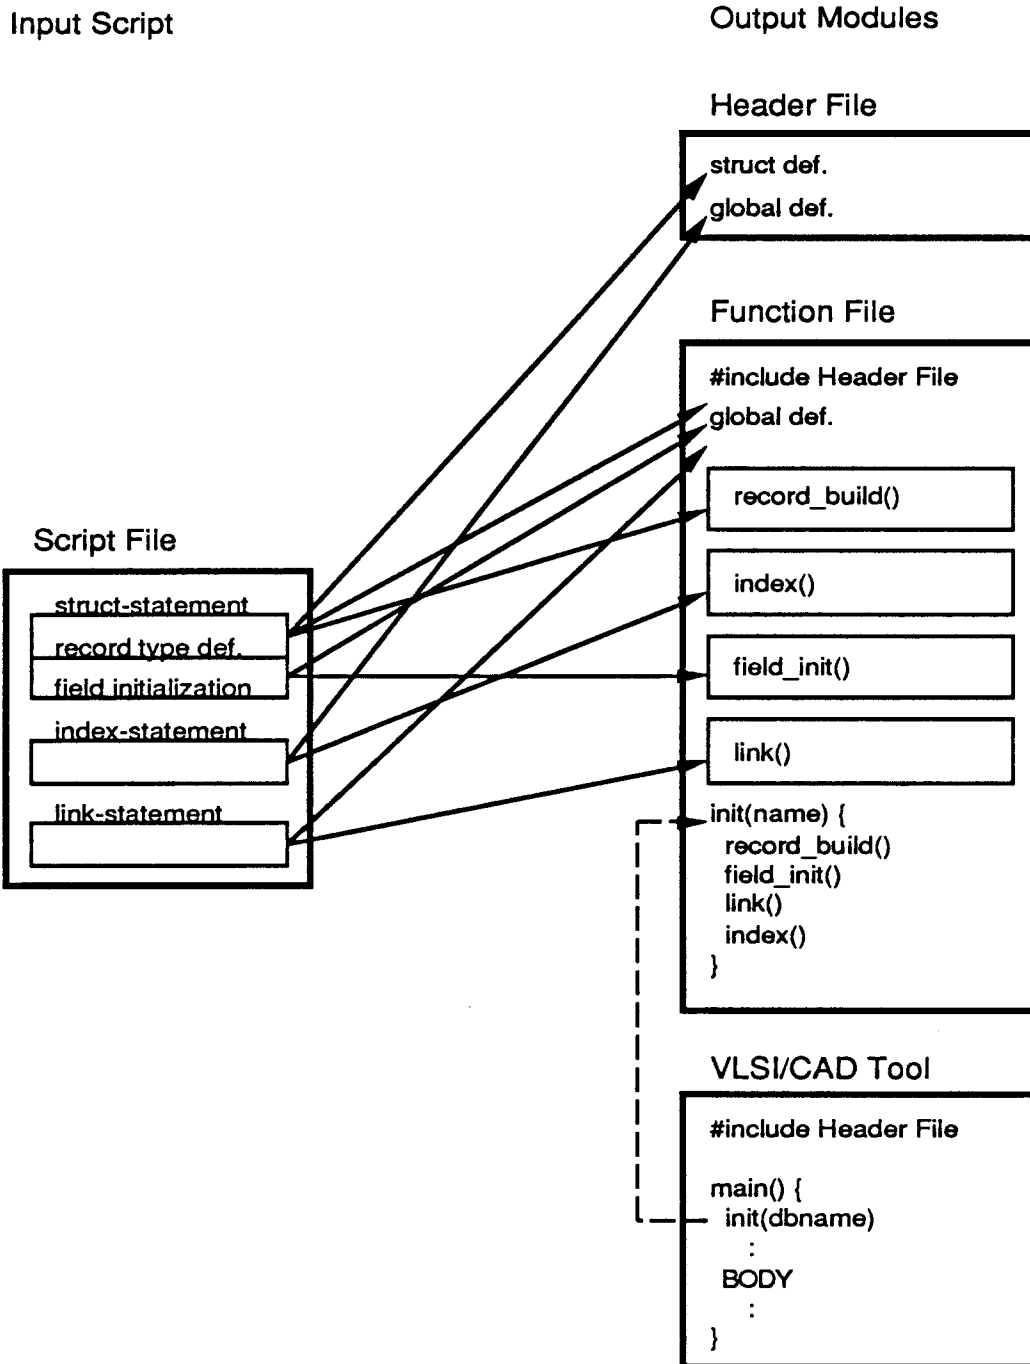 Input Script
Output Modules
Header File
struct def.
global def.
Function File
#include Header File
global def.
record_build()
index()
field_init()
link()
init(name) {
record_build()
field_init()
link()
index()
}
Script File
struct-statement
record type def.
field initialization
index-statement
link-statement
VLSI/CAD Tool
#include Header File
main() {
init(dbname)
:
BODY
:
}